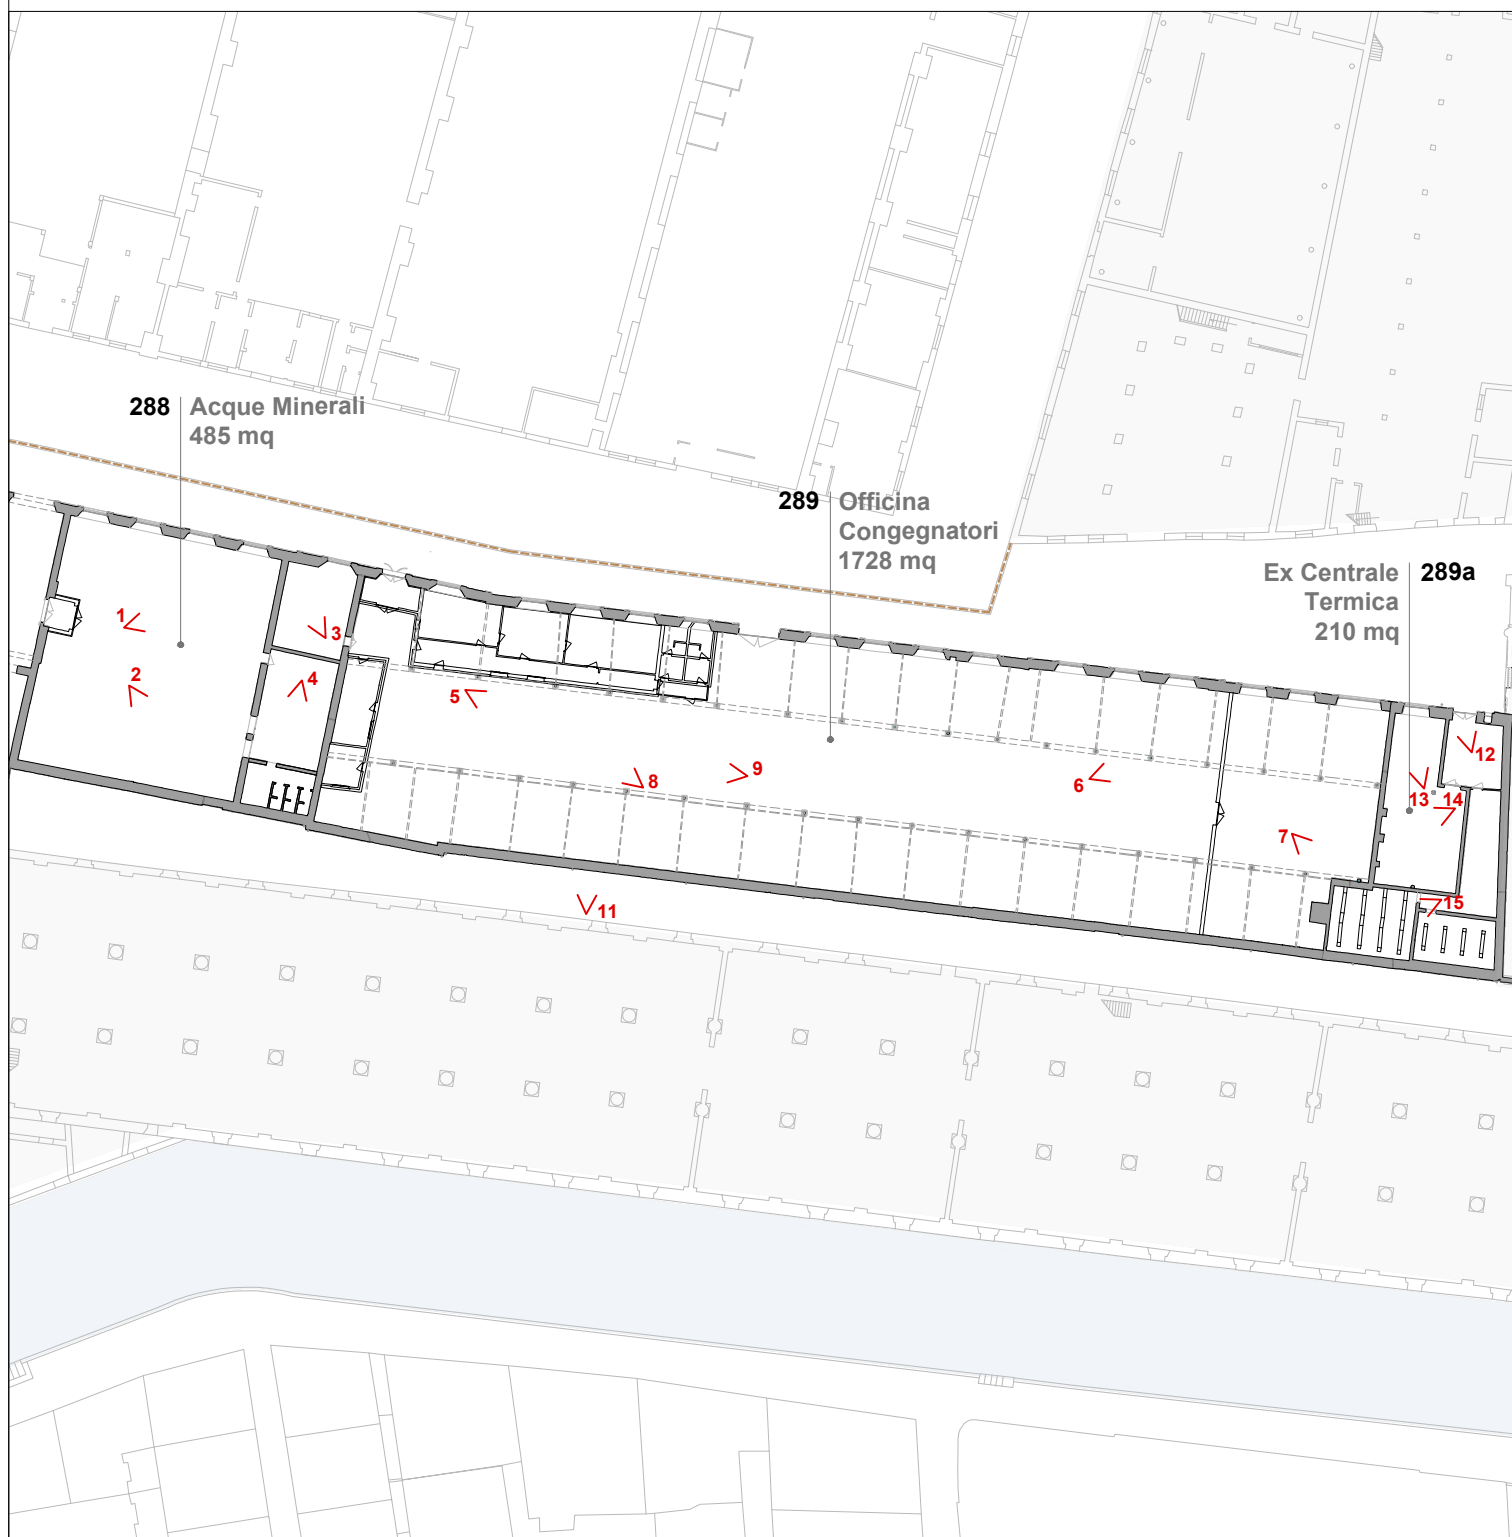 288 Acque Minerali
485 mq
289 Officina
Congegnatori
1728 mq
Ex Centrale 289a
Termica
210 mq
1
2
3
4
5
6
7
8
9
11
12
13
14
15